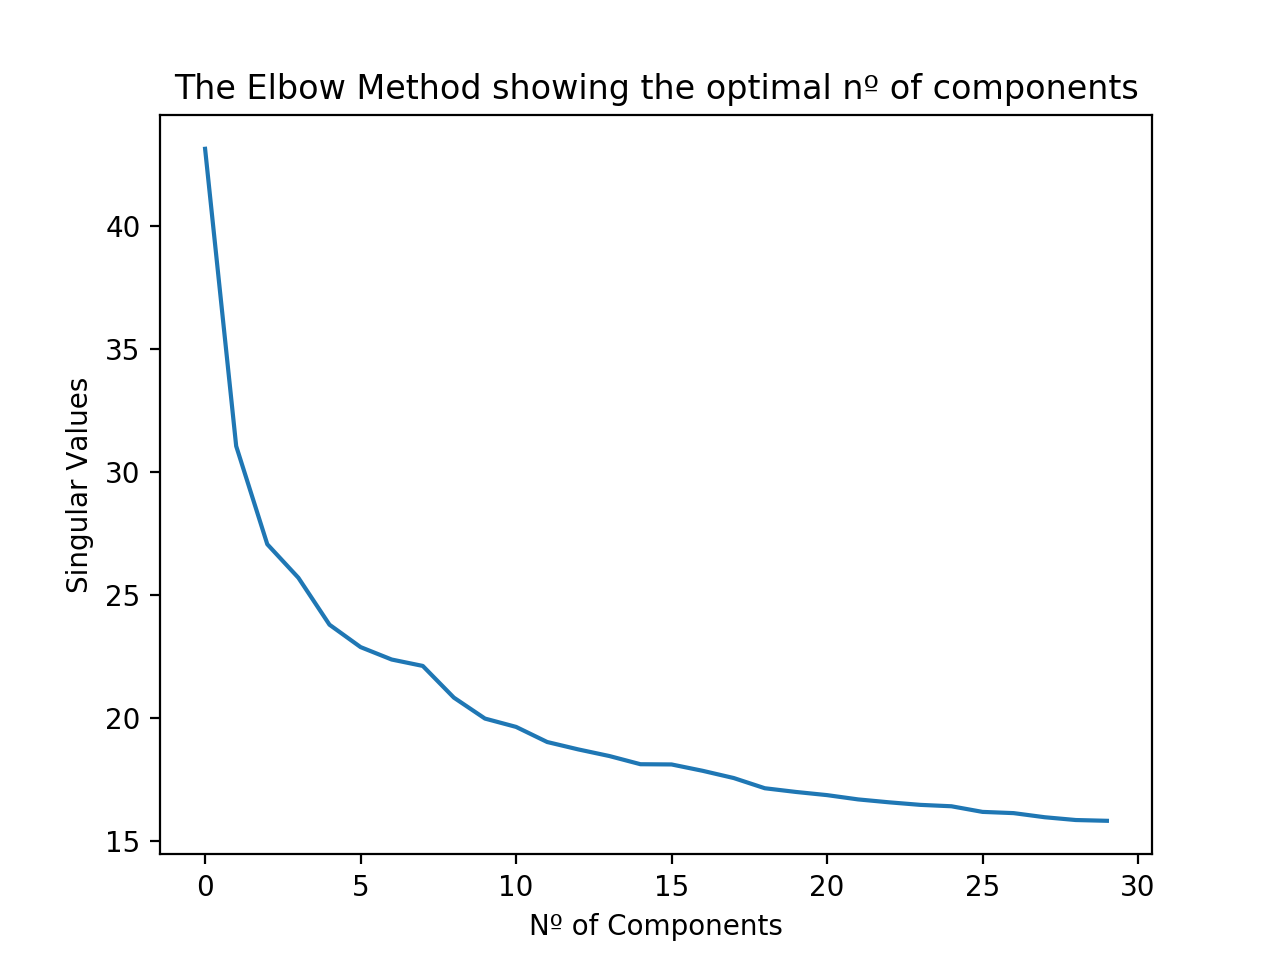 The Elbow Method showing the optimal nº of components
40
35
30
25
20
15
Singular Values
0 5 10 15 20 25 30
Nº of Components